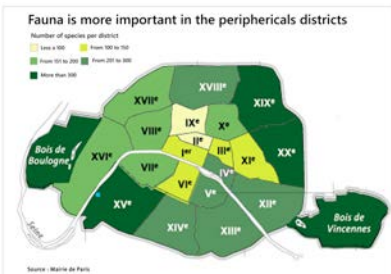 Fauna is more important in the peripherals districts
Number of species per district
Less a 100
From 100 to 150
From 151 to 200
From 201 to 300
More than 300
XVIIIe
XVIIe
XIXe
IXe
Xe
VIIIe
IIe
Bois de
Boulogne
XVIe
Ier
IIIe
XIe
XXe
VIIe
IVe
VIe
Ve
XVe
Seine
XIVe
XIIIe
XIIe
Bois de
Vincennes
Source - Mairie de Paris